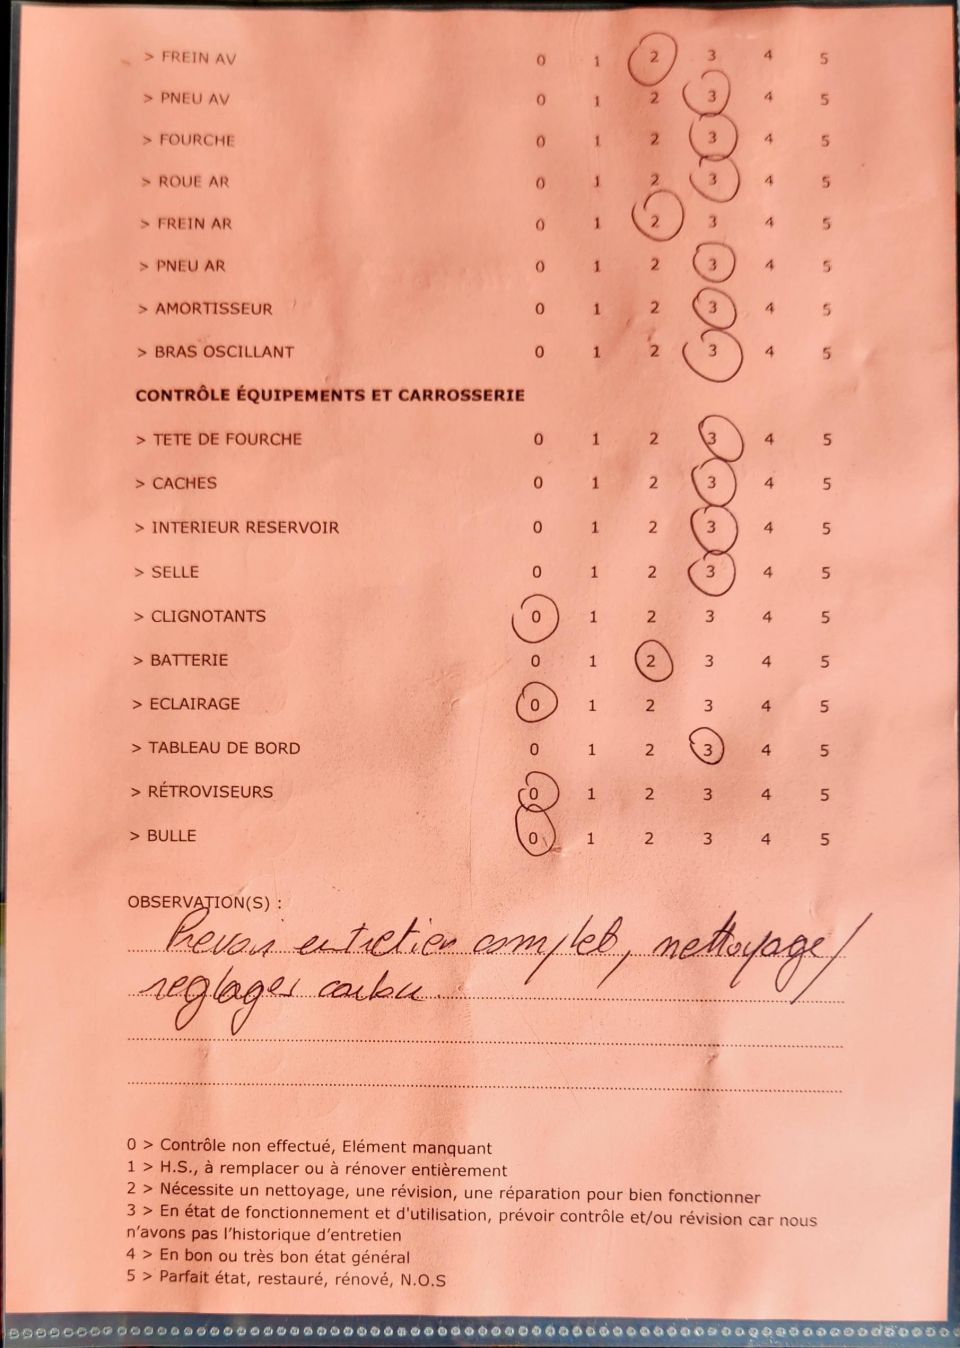 > FREIN AV 0 1 2 3 4 5
> PNEU AV 0 1 2 3 4 5
> FOURCHE 0 1 2 3 4 5
> ROUE AR 0 1 2 3 4 5
> FREIN AR 0 1 2 3 4 5
> PNEU AR 0 1 2 3 4 5
> AMORTISSEUR 0 1 2 3 4 5
> BRAS OSCILLANT 0 1 2 3 4 5
CONTRÔLE ÉQUIPEMENTS ET CARROSSERIE
> TETE DE FOURCHE 0 1 2 3 4 5
> CACHES 0 1 2 3 4 5
> INTERIEUR RESERVOIR 0 1 2 3 4 5
> SELLE 0 1 2 3 4 5
> CLIGNOTANTS 0 1 2 3 4 5
> BATTERIE 0 1 2 3 4 5
> ECLAIRAGE 0 1 2 3 4 5
> TABLEAU DE BORD 0 1 2 3 4 5
> RÉTROVISEURS 0 1 2 3 4 5
> BULLE 0 1 2 3 4 5
OBSERVATION(S) :
Prevoir entretien complet, nettoyage/
reglages carbu.
0 > Contrôle non effectué, Elément manquant
1 > H.S., à remplacer ou à rénover entièrement
2 > Nécessite un nettoyage, une révision, une réparation pour bien fonctionner
3 > En état de fonctionnement et d'utilisation, prévoir contrôle et/ou révision car nous
n'avons pas l'historique d'entretien
4 > En bon ou très bon état général
5 > Parfait état, restauré, rénové, N.O.S